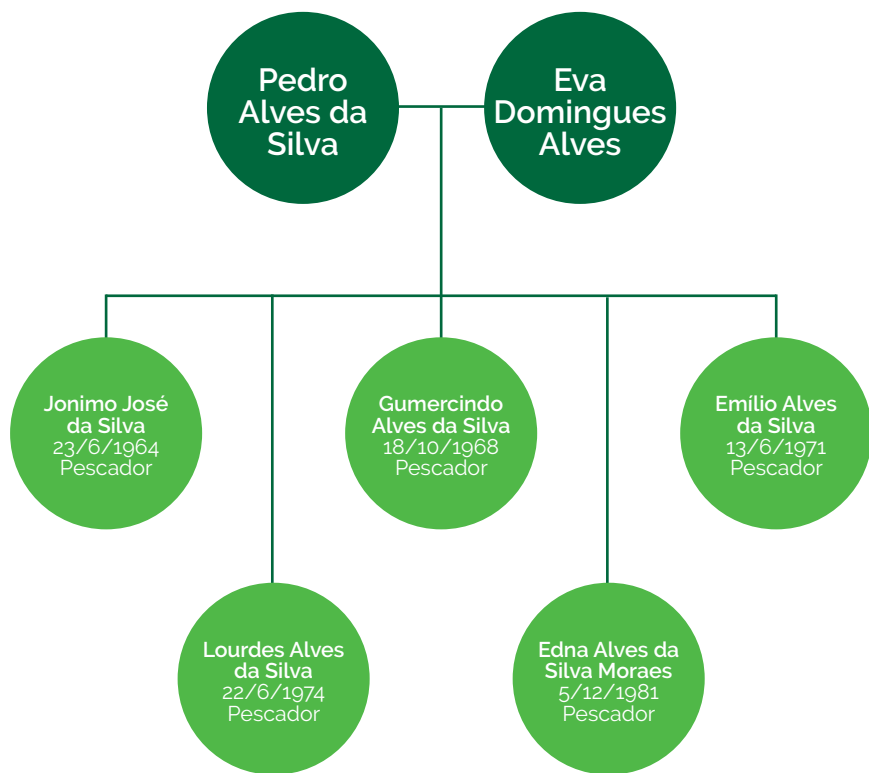 Pedro
Alves da
Silva
Eva
Domingues
Alves
Jonimo José
da Silva
23/6/1964
Pescador
Gumercindo
Alves da Silva
18/10/1968
Pescador
Emílio Alves
da Silva
13/6/1971
Pescador
Lourdes Alves
da Silva
22/6/1974
Pescador
Edna Alves da
Silva Moraes
5/12/1981
Pescador